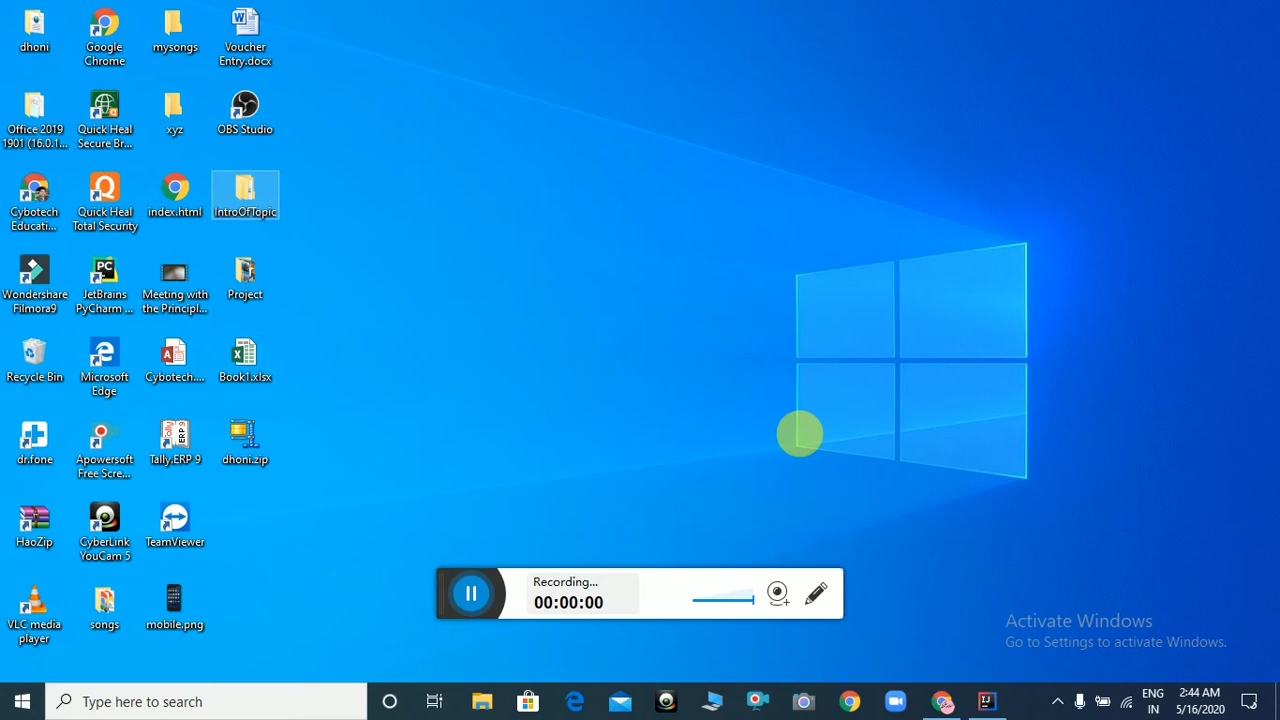 dhoni
Google
Chrome
mysongs
Voucher
Entry.docx
Office 2019
1901 (16.0.1...
Quick Heal
Secure Br...
xyz
OBS Studio
Cybotech
Educati...
Quick Heal
Total Security
index.html
IntroOfTopic
Wondershare
Filmora9
JetBrains
PyCharm ...
Meeting with
the Principl...
Project
Recycle Bin
Microsoft
Edge
Cybotech....
Book1.xlsx
dr.fone
Apowersoft
Free Scre...
Tally.ERP 9
dhoni.zip
HaoZip
CyberLink
YouCam 5
TeamViewer
VLC media
player
songs
mobile.png
Recording...
00:00:00
Activate Windows
Go to Settings to activate Windows.
Type here to search
ENG
IN
2:44 AM
5/16/2020